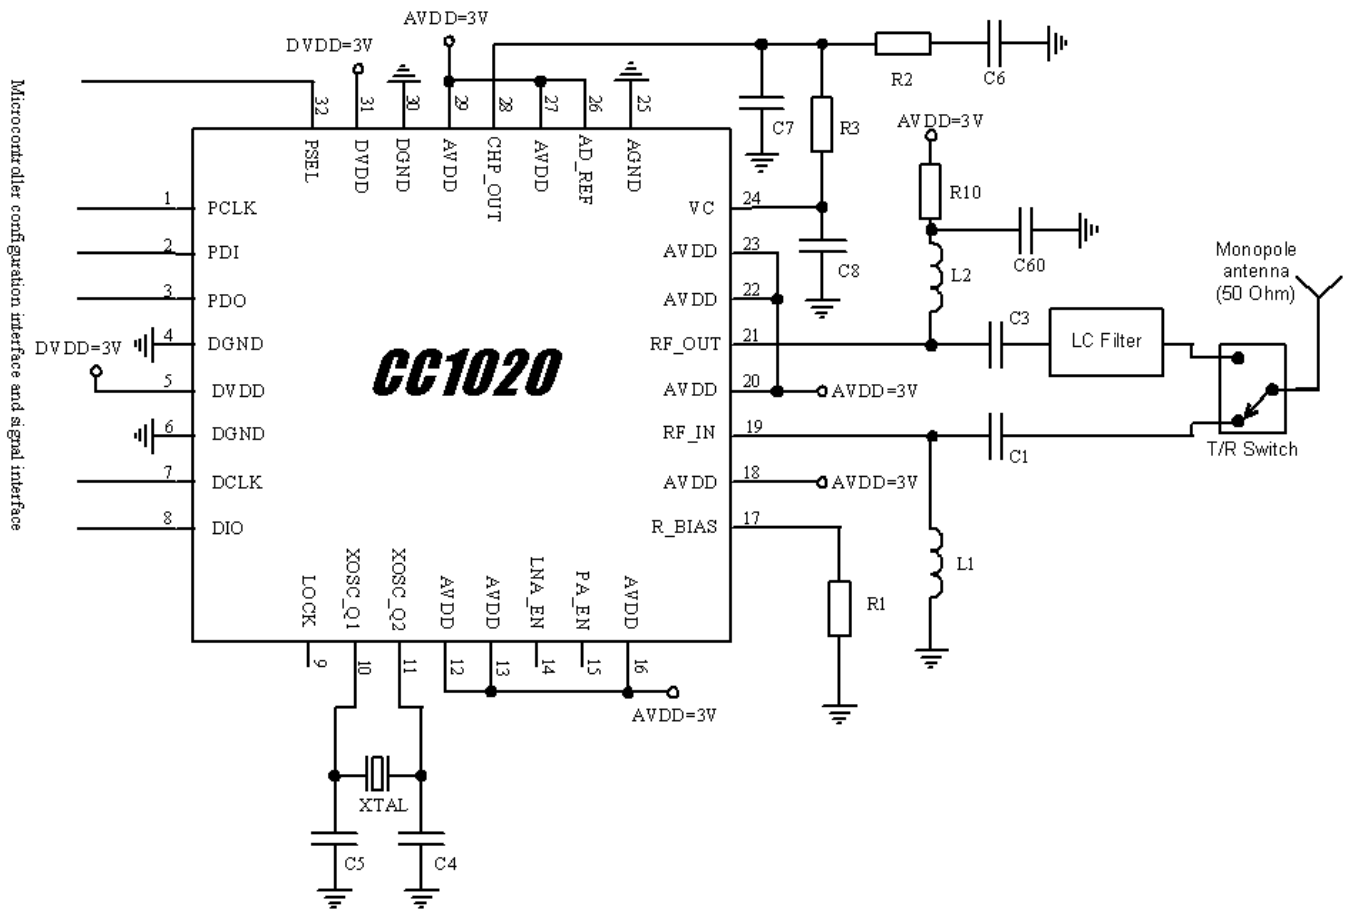 AVDD=3V
DVDD=3V
R2
C6
32
31
30
29
28
27
26
25
C7
R3
AVDD=3V
PSEL
DVDD
DGND
AVDD
CHP_OUT
AVDD
AD_REF
AGND
R10
Microcontroller configuration interface and signal interface
1
PCLK
VC
24
2
PDI
AVDD
23
C8
C60
L2
Monopole
antenna
(50 Ohm)
3
PDO
AVDD
22
DVDD=3V
4
DGND
RF_OUT
21
C3
LC Filter
CC1020
5
DVDD
AVDD
20
AVDD=3V
6
DGND
RF_IN
19
C1
T/R Switch
7
DCLK
AVDD
18
AVDD=3V
8
DIO
R_BIAS
17
LOCK
XOSC_Q1
XOSC_Q2
AVDD
AVDD
LNA_EN
PA_EN
AVDD
R1
L1
9
10
11
12
13
14
15
16
AVDD=3V
XTAL
C5
C4